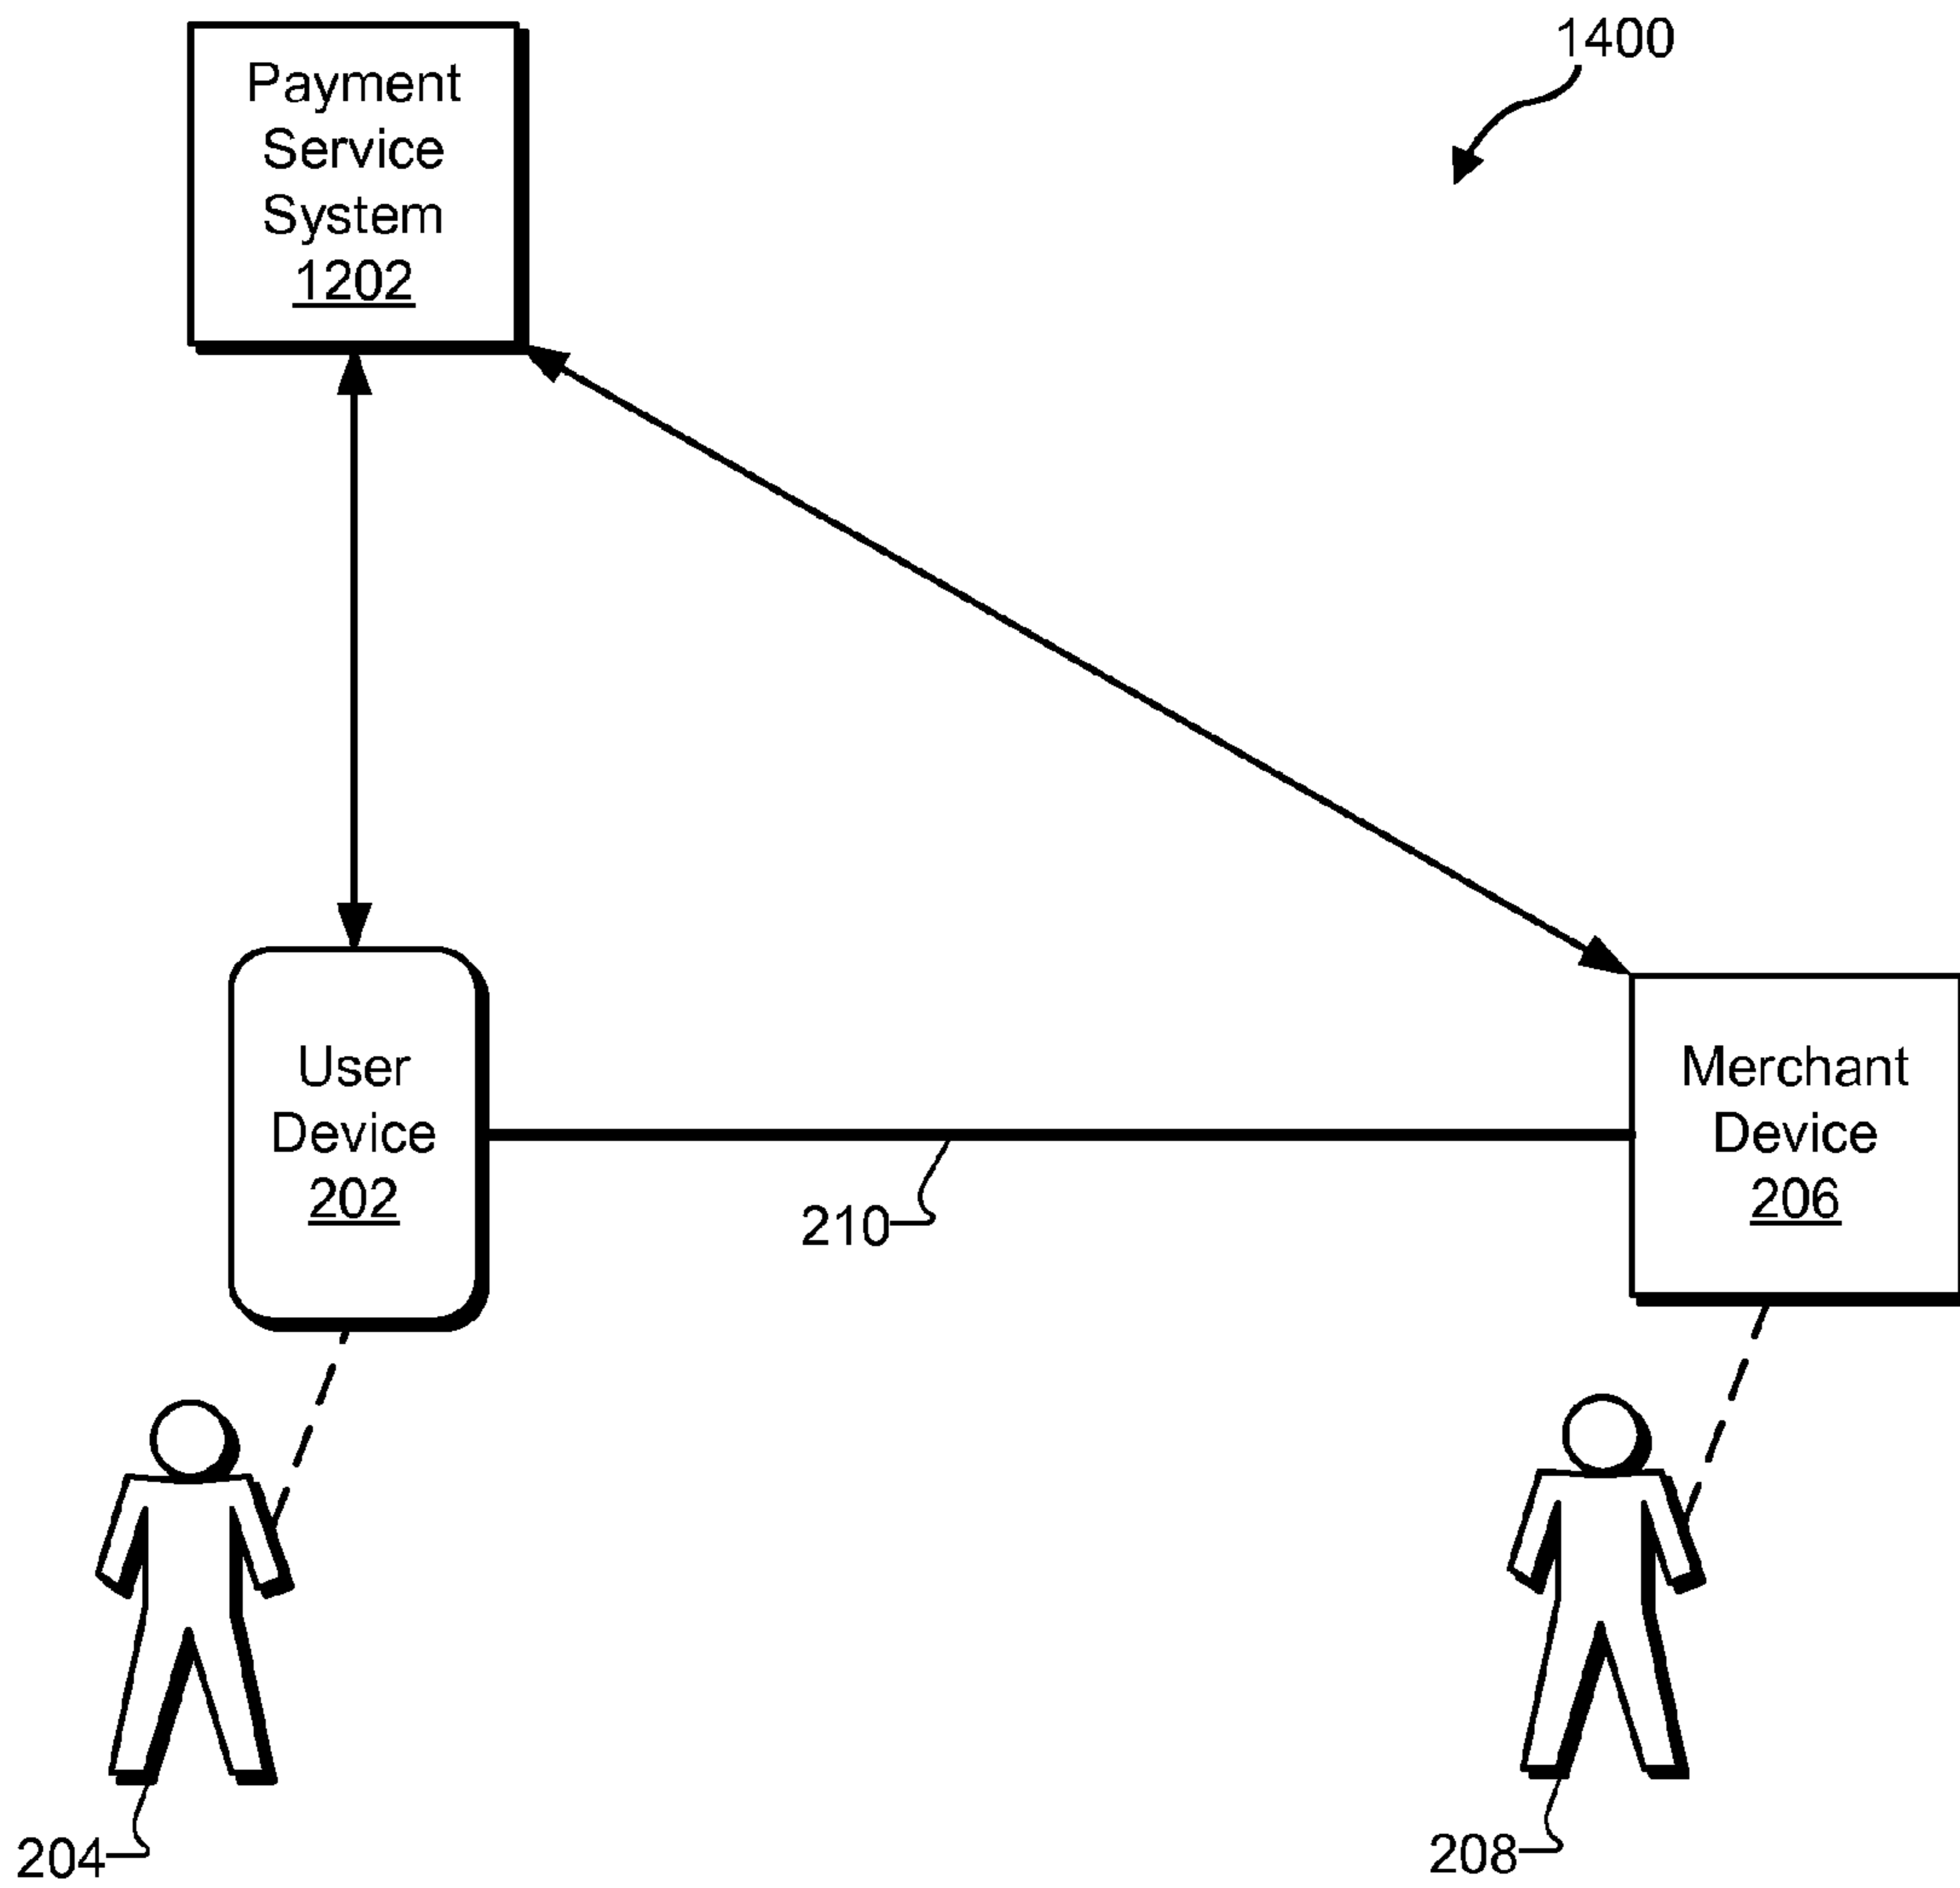 1400
Payment
Service
System
1202
User
Device
202
Merchant
Device
206
210
204
208